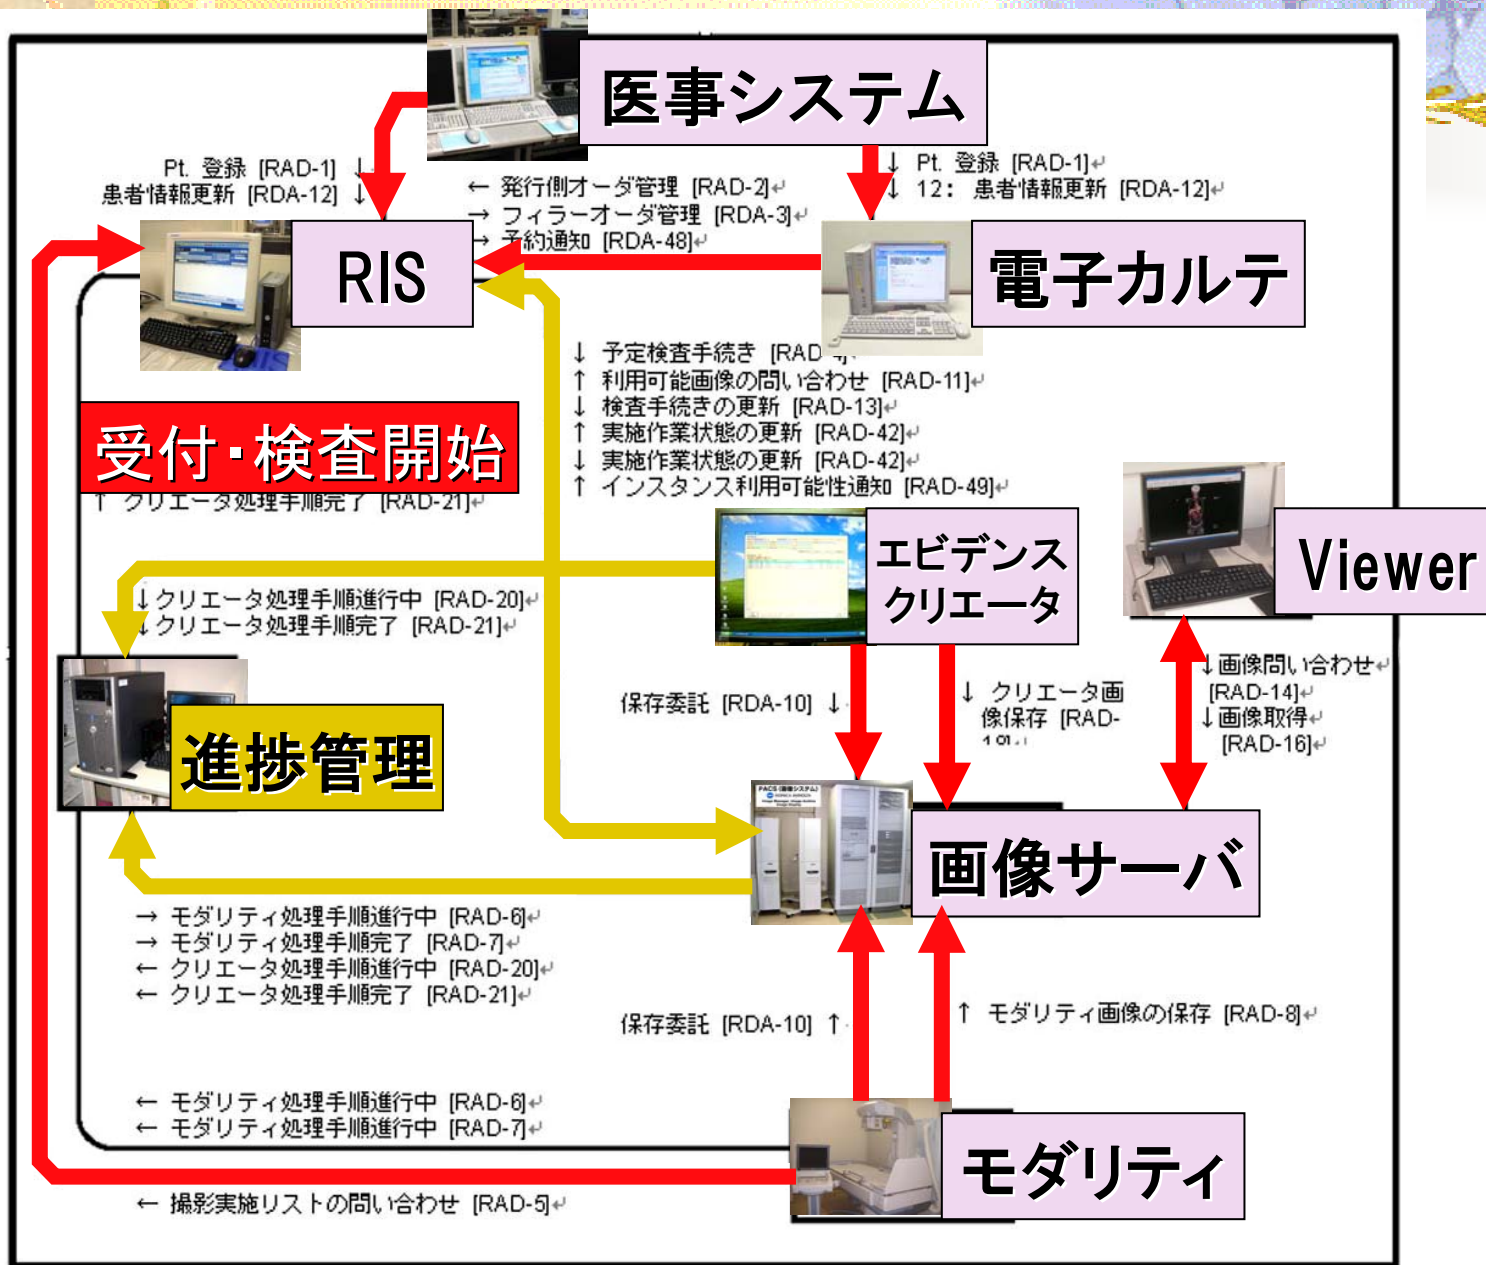 医事システム
Pt. 登録 [RAD-1] ↓
患者情報更新 [RDA-12] ↓
← 発行側オーダ管理 [RAD-2]↵
→ フィラーオーダ管理 [RDA-3]↵
→ 予約通知 [RDA-48]↵
↓ Pt. 登録 [RAD-1]↵
↓ 12: 患者情報更新 [RDA-12]↵
RIS
電子カルテ
↓ 予定検査手続き [RAD-4]↵
↑ 利用可能画像の問い合わせ [RAD-11]↵
↓ 検査手続きの更新 [RAD-13]↵
↑ 実施作業状態の更新 [RAD-42]↵
↓ 実施作業状態の更新 [RAD-42]↵
↑ インスタンス利用可能性通知 [RAD-49]↵
受付・検査開始
↑ クリエータ処理手順完了 [RAD-21]↵
エビデンス
クリエータ
Viewer
↓クリエータ処理手順進行中 [RAD-20]↵
↓クリエータ処理手順完了 [RAD-21]↵
保存委託 [RDA-10] ↓
↓ クリエータ画
像保存 [RAD-
↓画像問い合わせ↵
[RAD-14]↵
↓画像取得↵
[RAD-16]↵
進捗管理
PACS (画像システム)
画像サーバ
→ モダリティ処理手順進行中 [RAD-6]↵
→ モダリティ処理手順完了 [RAD-7]↵
← クリエータ処理手順進行中 [RAD-20]↵
← クリエータ処理手順完了 [RAD-21]↵
保存委託 [RDA-10] ↑
↑ モダリティ画像の保存 [RAD-8]↵
← モダリティ処理手順進行中 [RAD-6]↵
← モダリティ処理手順進行中 [RAD-7]↵
モダリティ
← 撮影実施リストの問い合わせ [RAD-5]↵